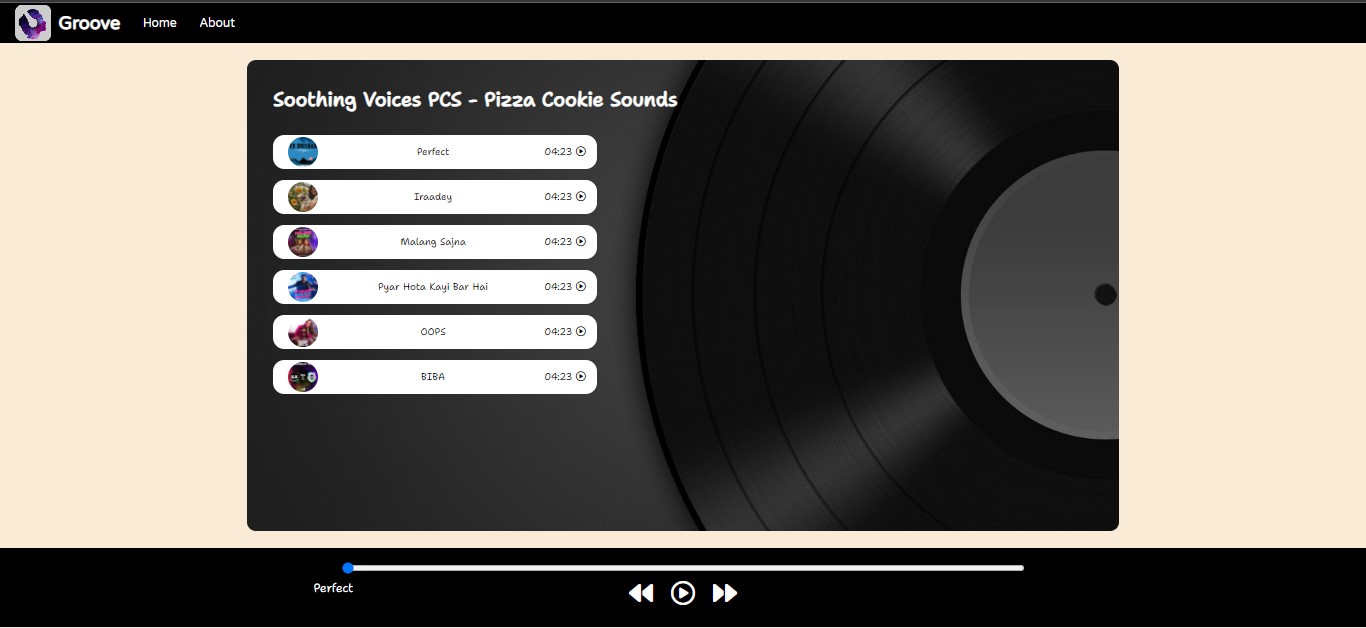 Groove Home About
Soothing Voices PCS - Pizza Cookie Sounds
Perfect 04:23
Iraadey 04:23
Malang Sajna 04:23
Pyar Hota Kayi Bar Hai 04:23
OOPS 04:23
BIBA 04:23
Perfect